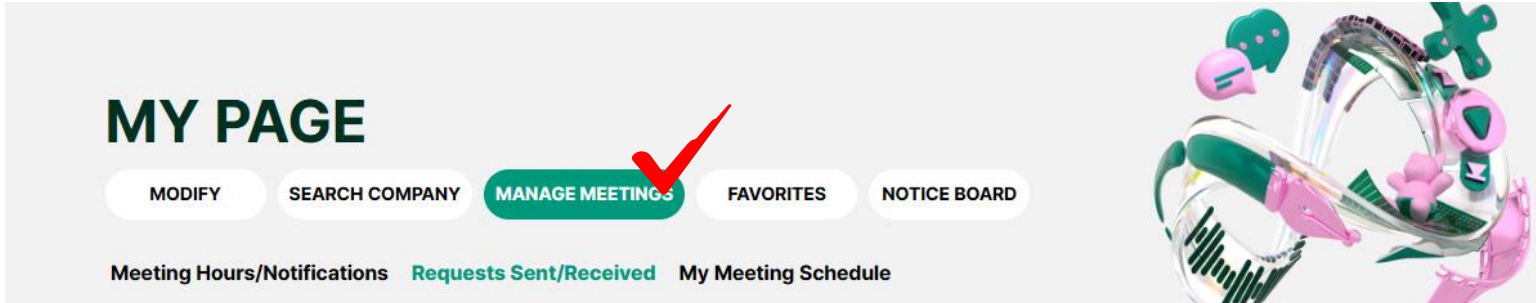 MY PAGE
MODIFY SEARCH COMPANY MANAGE MEETINGS FAVORITES NOTICE BOARD
Meeting Hours/Notifications Requests Sent/Received My Meeting Schedule